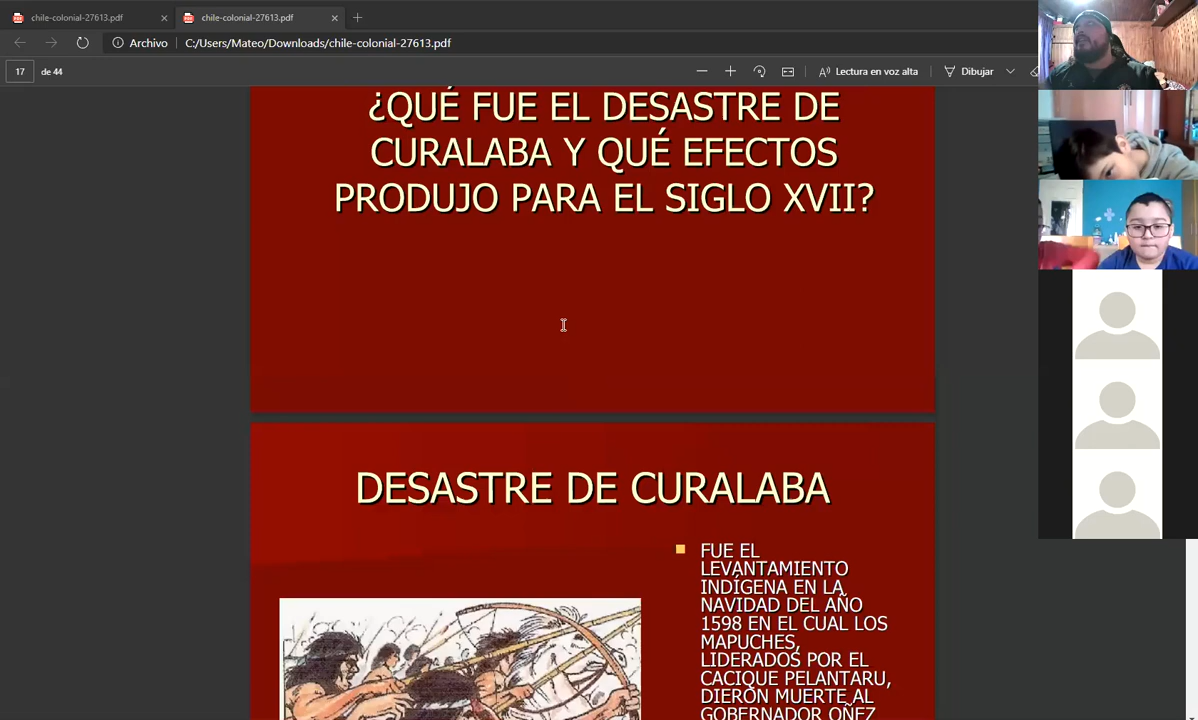 chile-colonial-27613.pdf
chile-colonial-27613.pdf
Archivo C:/Users/Mateo/Downloads/chile-colonial-27613.pdf
17 de 44 Lectura en voz alta Dibujar
¿QUÉ FUE EL DESASTRE DE
CURALABA Y QUÉ EFECTOS
PRODUJO PARA EL SIGLO XVII?
DESASTRE DE CURALABA
FUE EL
LEVANTAMIENTO
INDÍGENA EN LA
NAVIDAD DEL AÑO
1598 EN EL CUAL LOS
MAPUCHES,
LIDERADOS POR EL
CACIQUE PELANTARU,
DIERON MUERTE AL
GOBERNADOR OÑEZ